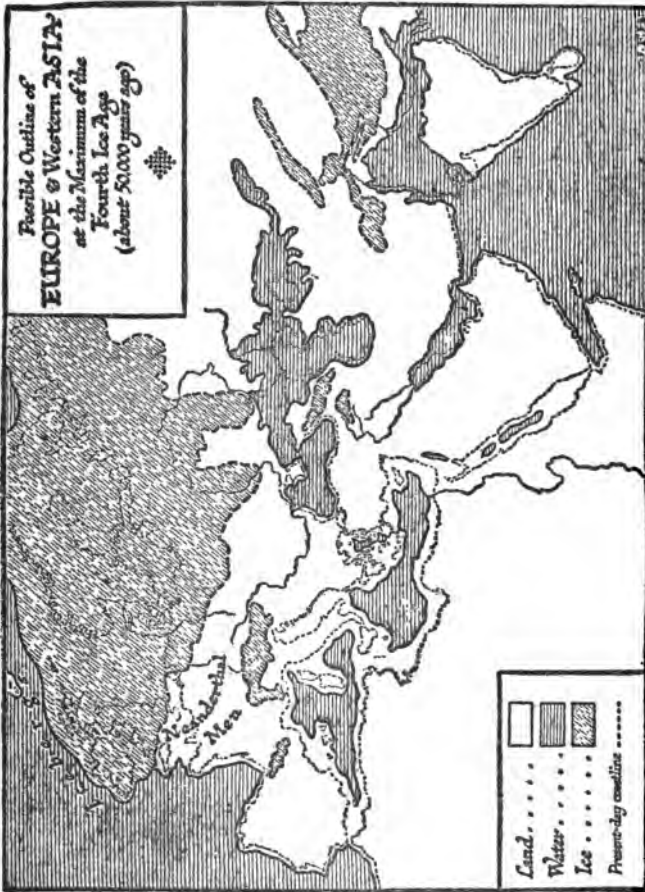 Possible Outline of
EUROPE & Western ASIA
at the Maximum of the
Fourth Ice Age
(about 50,000 years ago)
Neanderthal
Men
Land
Water
Ice
Present-day coastline